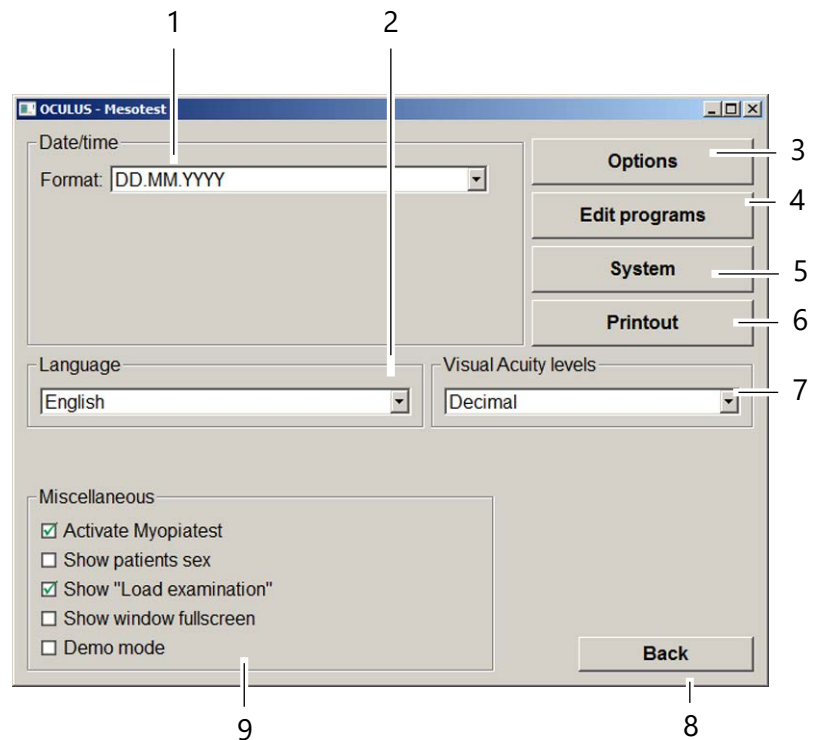 1 2
OCULUS - Mesotest
Date/time
Format: DD.MM.YYYY
Options 3
Edit programs 4
System 5
Printout 6
Language
English
Visual Acuity levels
Decimal 7
Miscellaneous
Activate Myopiatest
Show patients sex
Show "Load examination"
Show window fullscreen
Demo mode
Back
9 8